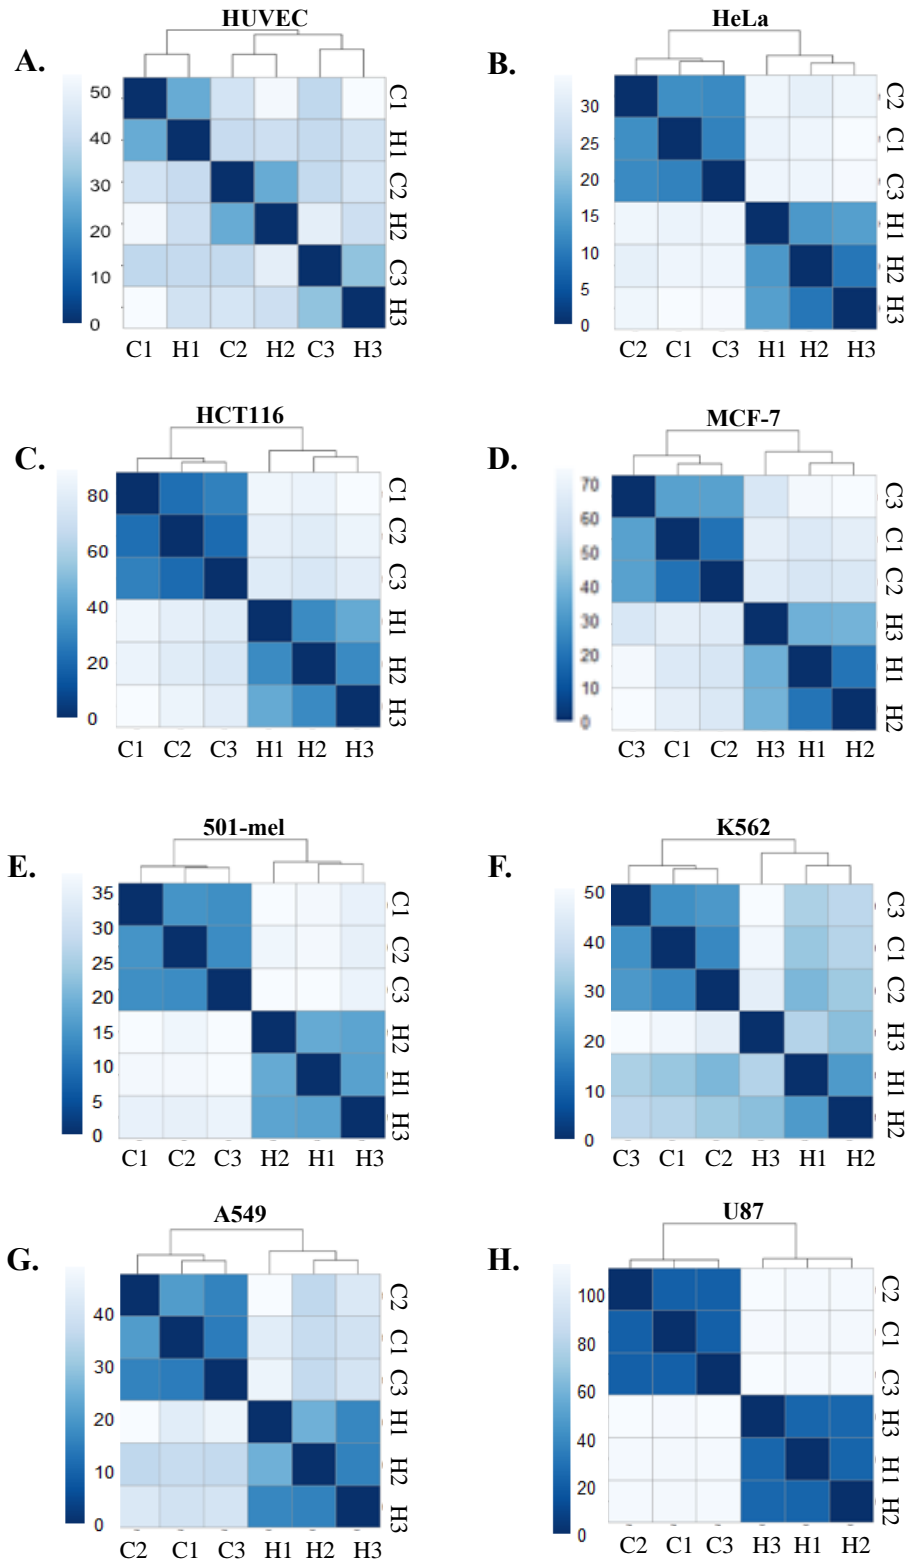 HUVEC
A.
50
40
30
20
10
0
C1
H1
C2
H2
C3
H3
C1 H1 C2 H2 C3 H3
HeLa
B.
30
25
20
15
10
5
0
C2
C1
C3
H1
H2
H3
C2 C1 C3 H1 H2 H3
HCT116
C.
80
60
40
20
0
C1
C2
C3
H1
H2
H3
C1 C2 C3 H1 H2 H3
MCF-7
D.
70
60
50
40
30
20
10
0
C3
C1
C2
H3
H1
H2
C3 C1 C2 H3 H1 H2
501-mel
E.
35
30
25
20
15
10
5
0
C1
C2
C3
H2
H1
H3
C1 C2 C3 H2 H1 H3
K562
F.
50
40
30
20
10
0
C3
C1
C2
H3
H1
H2
C3 C1 C2 H3 H1 H2
A549
G.
40
30
20
10
0
C2
C1
C3
H1
H2
H3
C2 C1 C3 H1 H2 H3
U87
H.
100
80
60
40
20
0
C2
C1
C3
H3
H1
H2
C2 C1 C3 H3 H1 H2